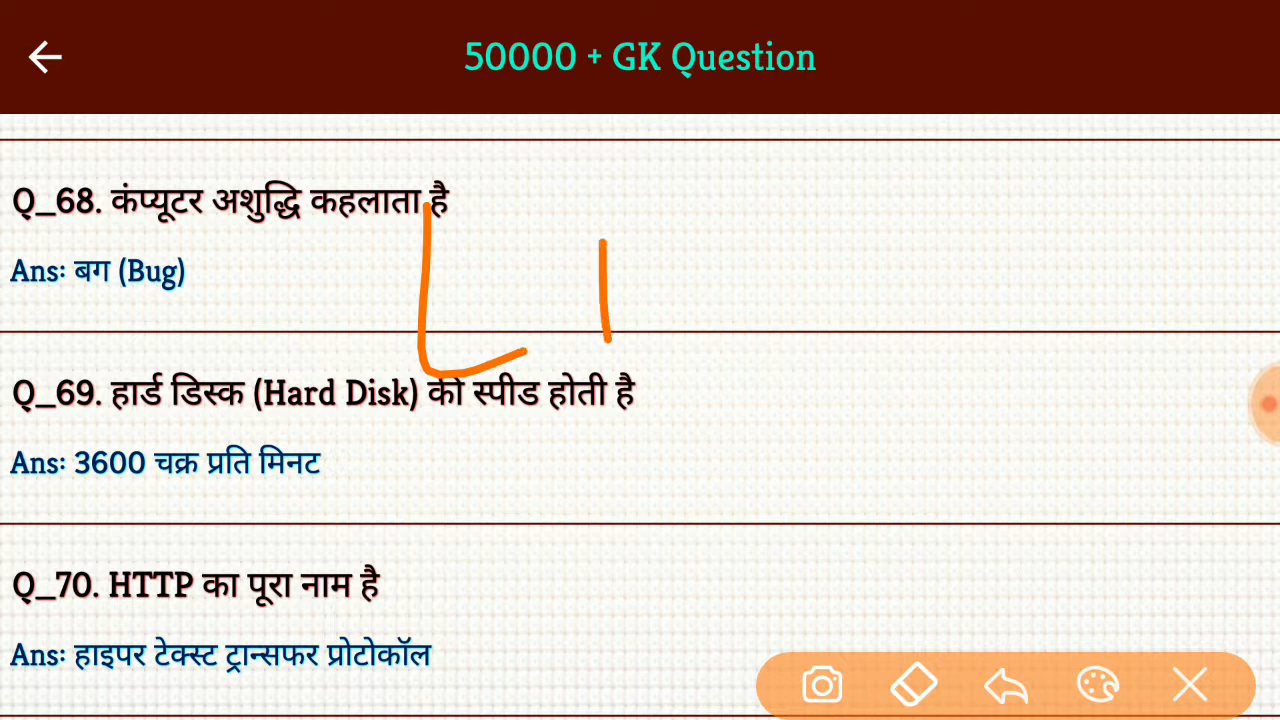 50000 + GK Question
Q_68. कंप्यूटर अशुद्धि कहलाता है
Ans: बग (Bug)
Q_69. हार्ड डिस्क (Hard Disk) की स्पीड होती है
Ans: 3600 चक्र प्रति मिनट
Q_70. HTTP का पूरा नाम है
Ans: हाइपर टेक्स्ट ट्रान्सफर प्रोटोकॉल